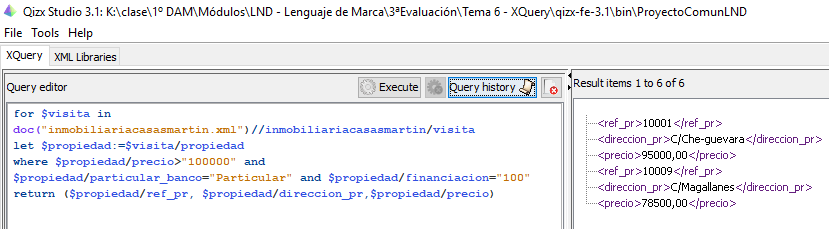 Qizx Studio 3.1: K:\clase\1º DAM\Módulos\LND - Lenguaje de Marca\3ªEvaluación\Tema 6 - XQuery\qizx-fe-3.1\bin\ProyectoComunLND
File Tools Help
XQuery XML Libraries
Query editor Execute Query history
for $visita in
doc("inmobiliariacasasmartin.xml")//inmobiliariacasasmartin/visita
let $propiedad:=$visita/propiedad
where $propiedad/precio>"100000" and
$propiedad/particular_banco="Particular" and $propiedad/financiacion="100"
return ($propiedad/ref_pr, $propiedad/direccion_pr,$propiedad/precio)
Result items 1 to 6 of 6
<ref_pr>10001</ref_pr>
<direccion_pr>C/Che-guevara</direccion_pr>
<precio>95000,00</precio>
<ref_pr>10009</ref_pr>
<direccion_pr>C/Magallanes</direccion_pr>
<precio>78500,00</precio>